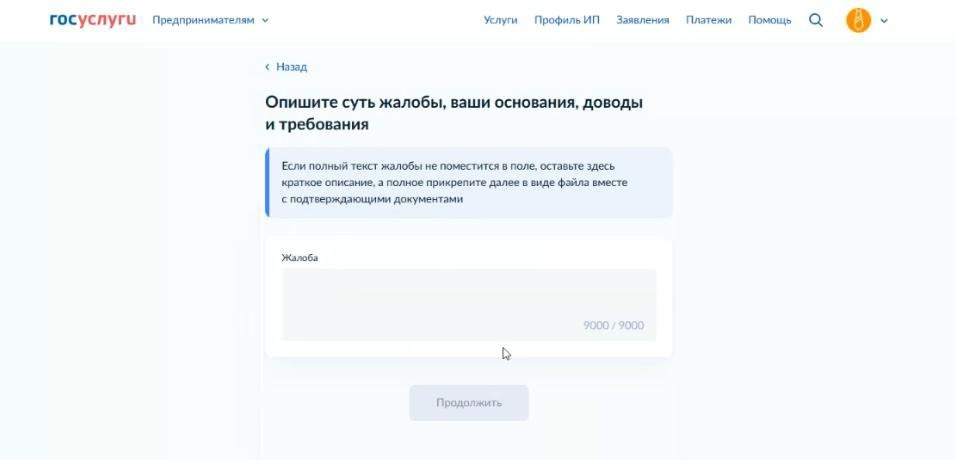 госуслуги Предпринимателям Услуги Профиль ИП Заявления Платежи Помощь
Назад
Опишите суть жалобы, ваши основания, доводы
и требования
Если полный текст жалобы не поместится в поле, оставьте здесь
краткое описание, а полное прикрепите далее в виде файла вместе
с подтверждающими документами
Жалоба
9000 / 9000
Продолжить